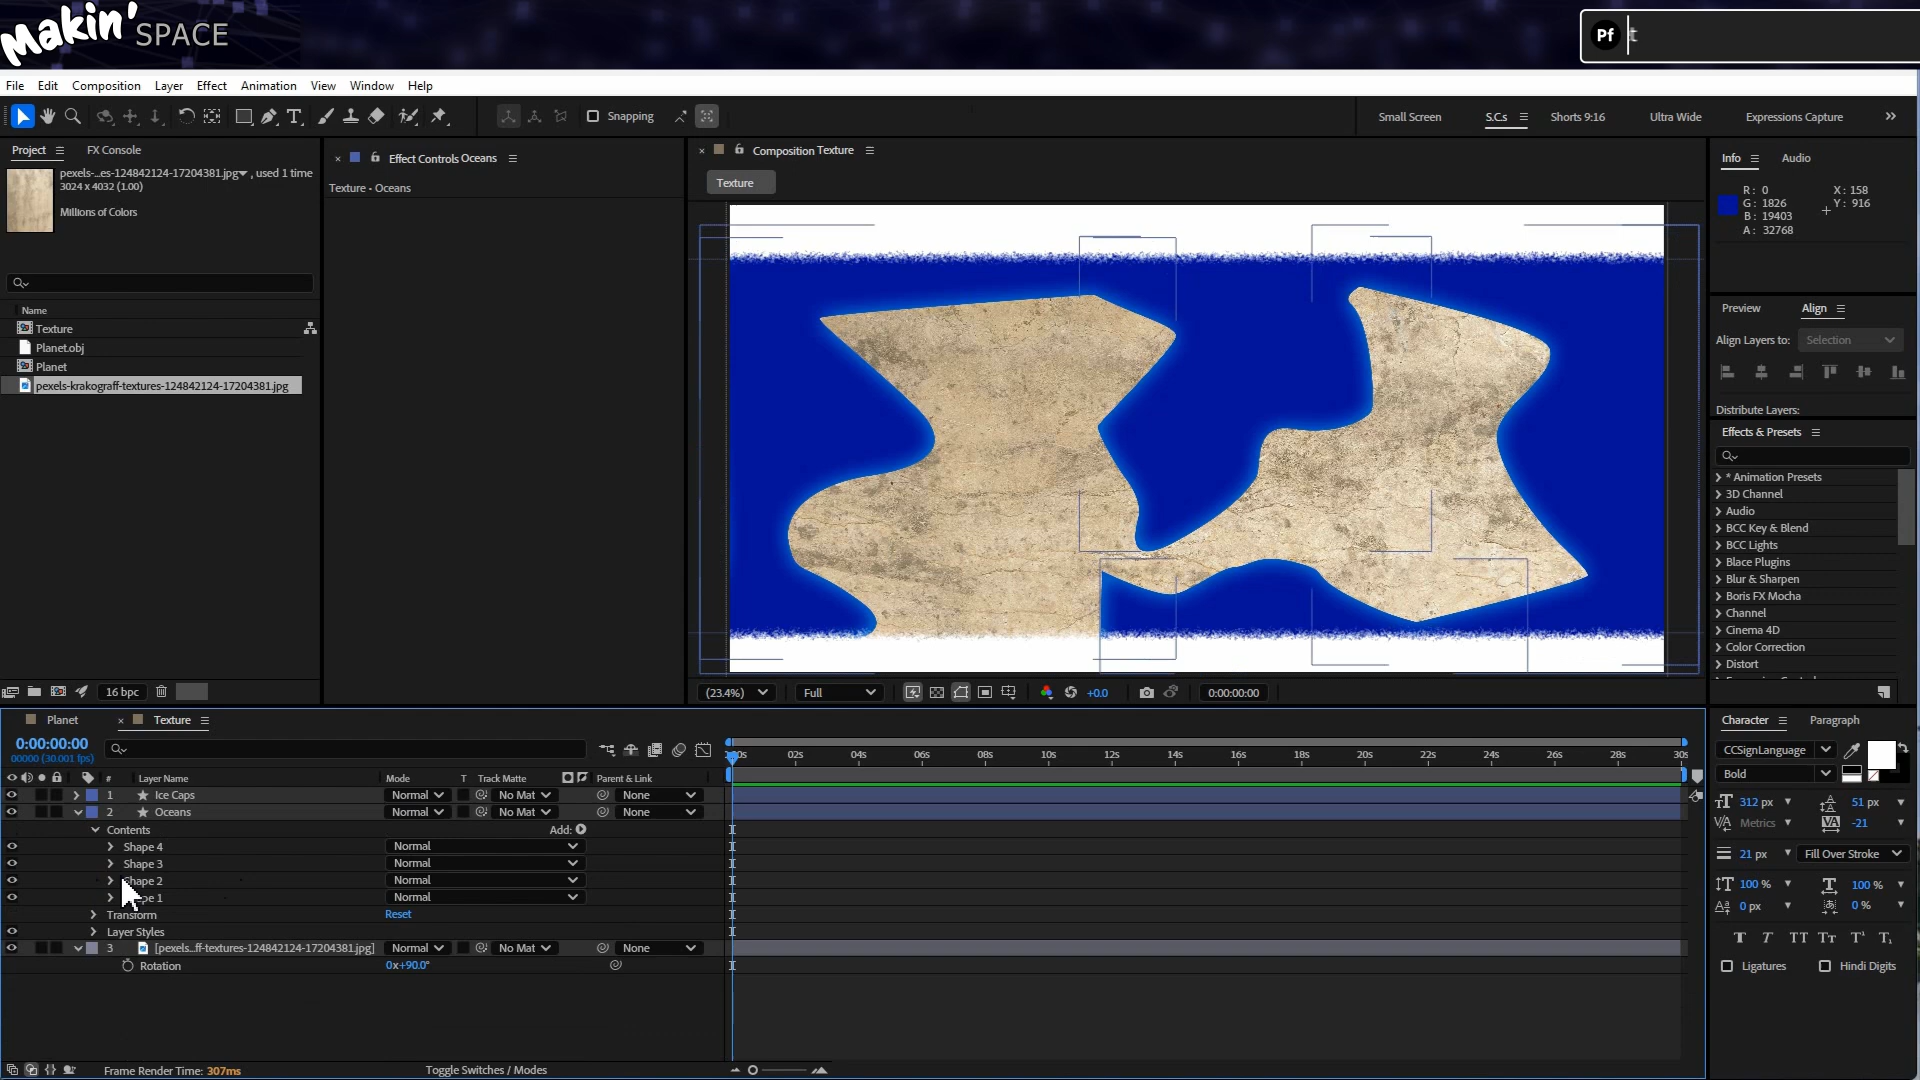 Makin' SPACE
Pf
File Edit Composition Layer Effect Animation View Window Help
Snapping
Small Screen S.C.s Shorts 9:16 Ultra Wide Expressions Capture
Project FX Console
pexels-...es-124842124-17204381.jpg , used 1 time
3024 x 4032 (1.00)
Millions of Colors
Name
Texture
Planet.obj
Planet
pexels-krakograff-textures-124842124-17204381.jpg
16 bpc
Effect Controls Oceans
Texture • Oceans
Composition Texture
Texture
(23.4%) Full +0.0 0:00:00:00
Info Audio
R: 0 X: 158
G: 1826 Y: 916
B: 19403
A: 32768
Preview Align
Align Layers to: Selection
Distribute Layers:
Effects & Presets
* Animation Presets
3D Channel
Audio
BCC Key & Blend
BCC Lights
Blace Plugins
Blur & Sharpen
Boris FX Mocha
Channel
Cinema 4D
Color Correction
Distort
Planet Texture
0:00:00:00
00000 (30.001 fps)
02s 04s 06s 08s 10s 12s 14s 16s 18s 20s 22s 24s 26s 28s 30s
# Layer Name Mode T Track Matte Parent & Link
1 Ice Caps Normal No Mat None
2 Oceans Normal No Mat None
Contents Add:
Shape 4 Normal
Shape 3 Normal
Shape 2 Normal
pe 1 Normal
Transform Reset
Layer Styles
3 [pexels...ff-textures-124842124-17204381.jpg] Normal No Mat None
Rotation 0x+90.0°
Frame Render Time: 307ms Toggle Switches / Modes
Character Paragraph
CCSignLanguage
Bold
312 px 51 px
Metrics -21
21 px Fill Over Stroke
100 % 100 %
0 px 0 %
T T TT Tt T¹ T₁
Ligatures Hindi Digits